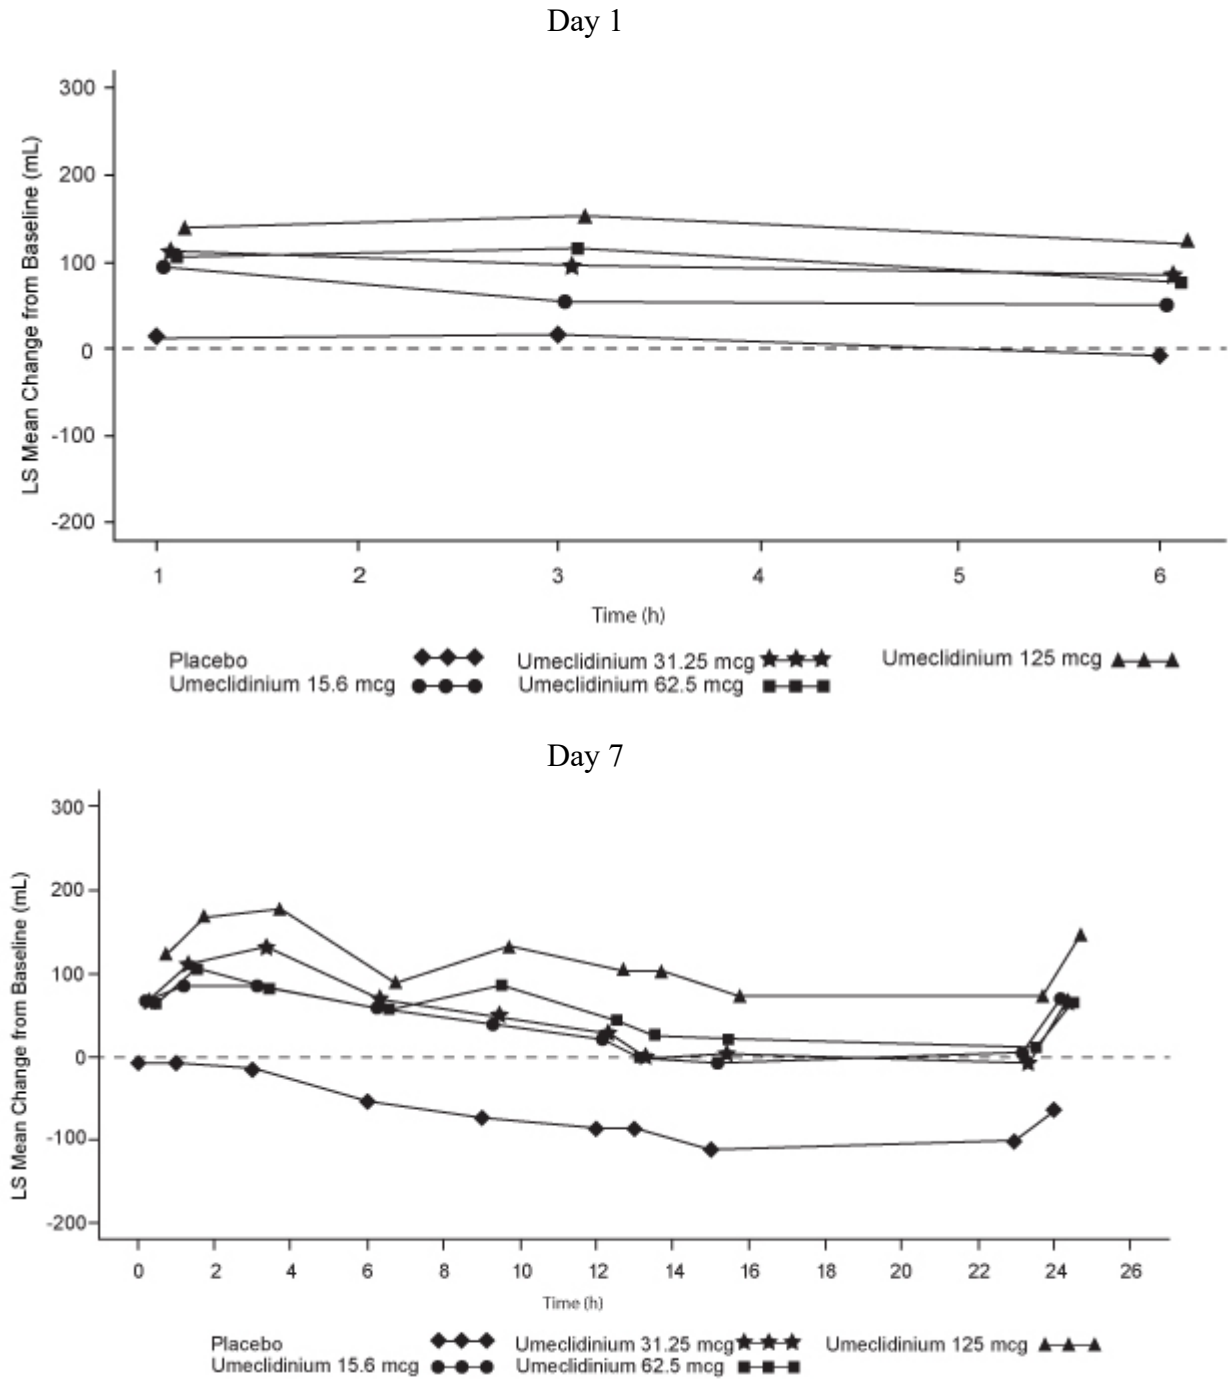 Day 1
LS Mean Change from Baseline (mL)
300
200
100
0
-100
-200
1 2 3 4 5 6
Time (h)
Placebo
Umeclidinium 15.6 mcg
Umeclidinium 31.25 mcg
Umeclidinium 62.5 mcg
Umeclidinium 125 mcg
Day 7
LS Mean Change from Baseline (mL)
300
200
100
0
-100
-200
0 2 4 6 8 10 12 14 16 18 20 22 24 26
Time (h)
Placebo
Umeclidinium 15.6 mcg
Umeclidinium 31.25 mcg
Umeclidinium 62.5 mcg
Umeclidinium 125 mcg